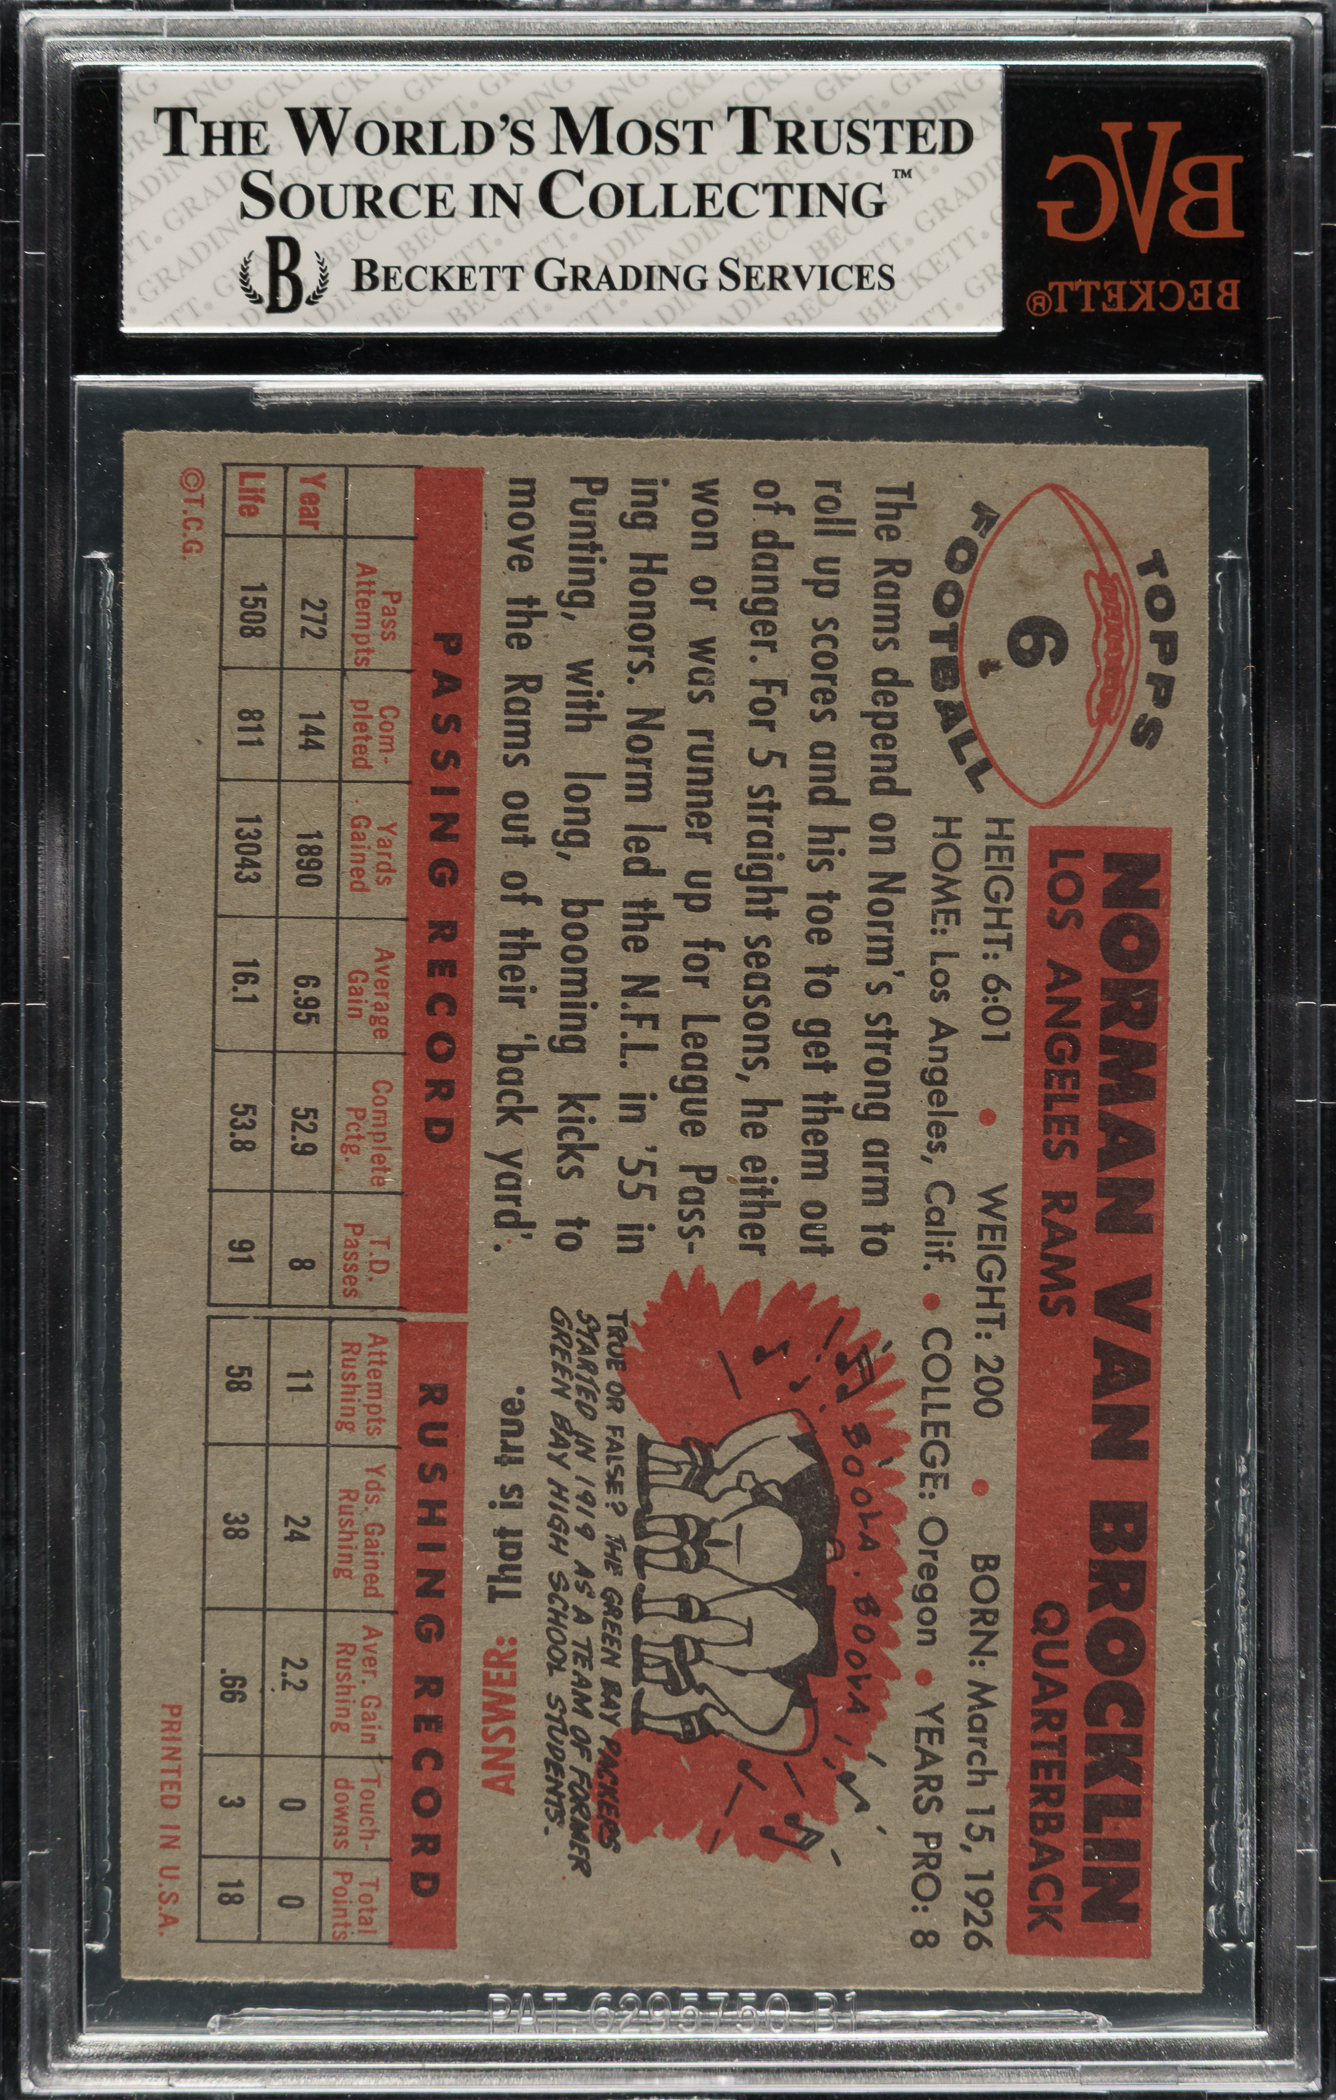 THE WORLD'S MOST TRUSTED
SOURCE IN COLLECTING™
B BECKETT GRADING SERVICES
BVG
BECKETT®
TOPPS
6
FOOTBALL
NORMAN VAN BROCKLIN
LOS ANGELES RAMS QUARTERBACK
HEIGHT: 6:01 • WEIGHT: 200 • BORN: March 15, 1926
HOME: Los Angeles, Calif. • COLLEGE: Oregon • YEARS PRO: 8
The Rams depend on Norm's strong arm to
roll up scores and his toe to get them out
of danger. For 5 straight seasons, he either
won or was runner up for League Pass-
ing Honors. Norm led the N.F.L. in '55 in
Punting, with long, booming kicks to
move the Rams out of their 'back yard'.
BOOLA. BOOLA
TRUE OR FALSE? THE GREEN BAY PACKERS
STARTED IN 1919 AS A TEAM OF FORMER
GREEN BAY HIGH SCHOOL STUDENTS.
ANSWER: That is true.
PASSING RECORD RUSHING RECORD
Pass Attempts Com-pleted Yards Gained Average Gain Complete Pctg. T.D. Passes Attempts Rushing Yds. Gained Rushing Aver. Gain Rushing Touch-downs Total Points
Year 272 144 1890 6.95 52.9 8 11 24 2.2 0 0
Life 1508 811 13043 16.1 53.8 91 58 38 .66 3 18
©T.C.G. PRINTED IN U.S.A.
PAT. 6295750 B1